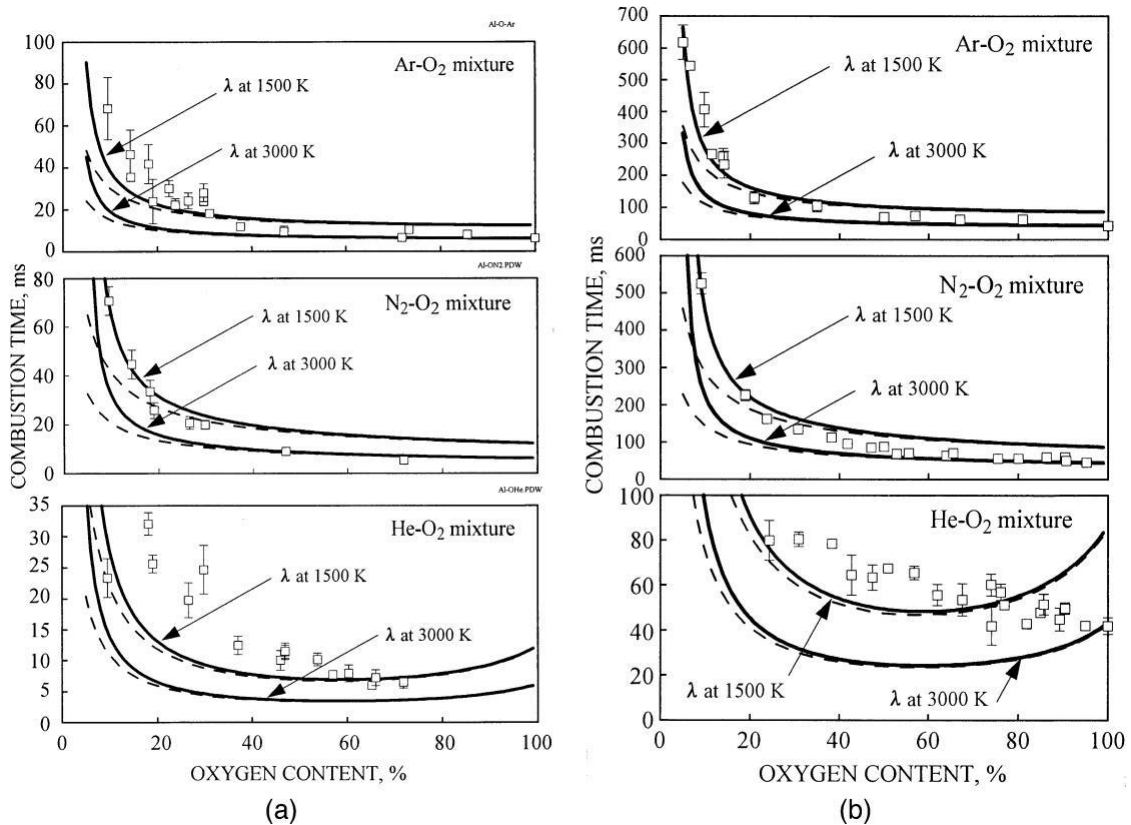 Al-O-Ar
100
80
60
40
20
0
Ar-O2 mixture
λ at 1500 K
λ at 3000 K
Al-ON2.PDW
80
60
40
20
0
N2-O2 mixture
λ at 1500 K
λ at 3000 K
Al-OHe.PDW
35
30
25
20
15
10
5
0
He-O2 mixture
λ at 1500 K
λ at 3000 K
0 20 40 60 80 100
COMBUSTION TIME, ms
OXYGEN CONTENT, %
(a)
700
600
500
400
300
200
100
0
Ar-O2 mixture
λ at 1500 K
λ at 3000 K
600
500
400
300
200
100
0
N2-O2 mixture
λ at 1500 K
λ at 3000 K
100
80
60
40
20
0
He-O2 mixture
λ at 1500 K
λ at 3000 K
0 20 40 60 80 100
COMBUSTION TIME, ms
OXYGEN CONTENT, %
(b)